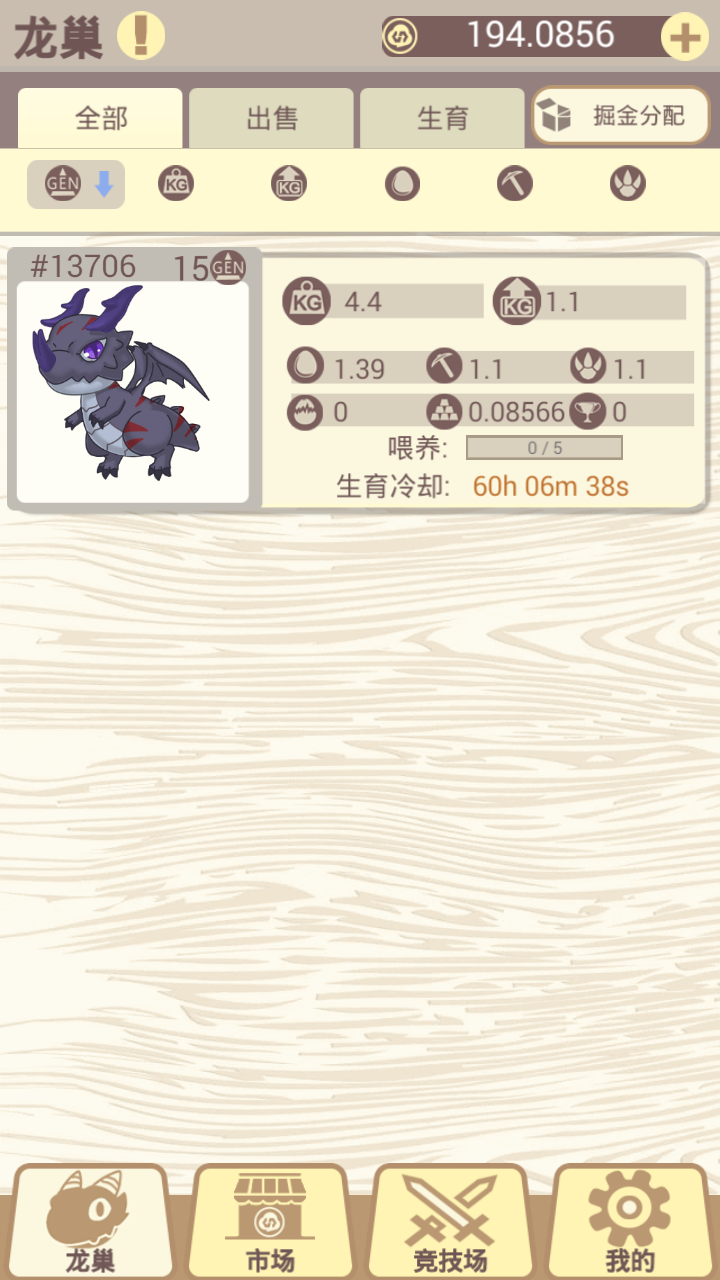 龙巢 ! 194.0856 +
全部 出售 生育 掘金分配
GEN KG KG
#13706 15 GEN
KG 4.4 KG 1.1
1.39 1.1 1.1
0 0.08566 0
喂养: 0 / 5
生育冷却: 60h 06m 38s
龙巢 市场 竞技场 我的